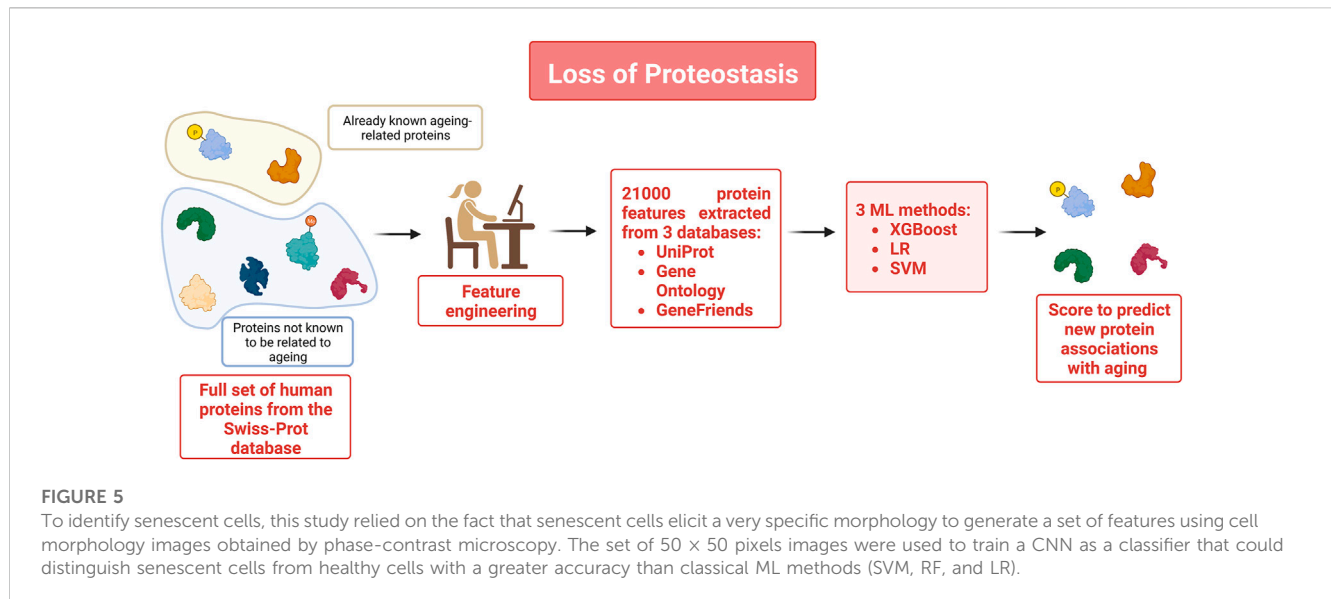 Loss of Proteostasis
Already known ageing-
related proteins
P
Me
Proteins not known
to be related to
ageing
Full set of human
proteins from the
Swiss-Prot
database
Feature
engineering
21000 protein
features extracted
from 3 databases:
• UniProt
• Gene
Ontology
• GeneFriends
3 ML methods:
• XGBoost
• LR
• SVM
P
Score to predict
new protein
associations
with aging
FIGURE 5
To identify senescent cells, this study relied on the fact that senescent cells elicit a very specific morphology to generate a set of features using cell
morphology images obtained by phase-contrast microscopy. The set of 50 × 50 pixels images were used to train a CNN as a classifier that could
distinguish senescent cells from healthy cells with a greater accuracy than classical ML methods (SVM, RF, and LR).